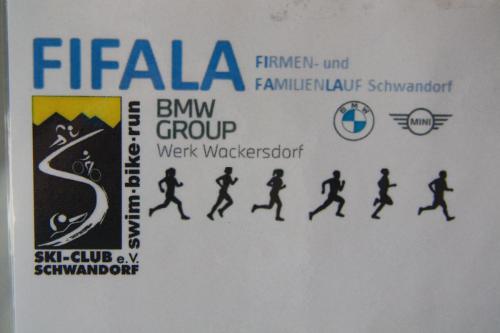 FIFALA
FIRMEN- und
FAMILIENLAUF Schwandorf
BMW
GROUP
Werk Wackersdorf
BMW
MINI
swim·bike·run
SKI-CLUB e.V.
SCHWANDORF